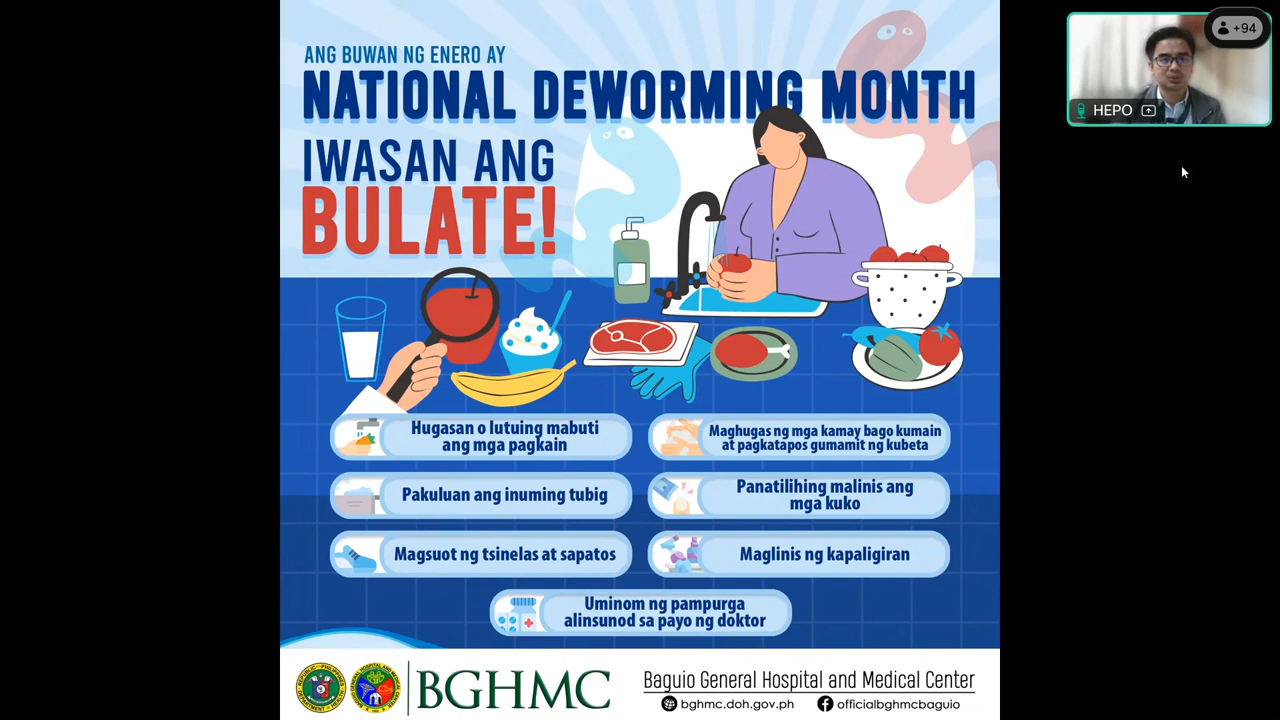 ANG BUWAN NG ENERO AY
NATIONAL DEWORMING MONTH
IWASAN ANG
BULATE!
Hugasan o lutuing mabuti
ang mga pagkain
Maghugas ng mga kamay bago kumain
at pagkatapos gumamit ng kubeta
Pakuluan ang inuming tubig
Panatilihing malinis ang
mga kuko
Magsuot ng tsinelas at sapatos
Maglinis ng kapaligiran
Uminom ng pampurga
alinsunod sa payo ng doktor
BGHMC
Baguio General Hospital and Medical Center
bghmc.doh.gov.ph
officialbghmcbaguio
HEPO
+94